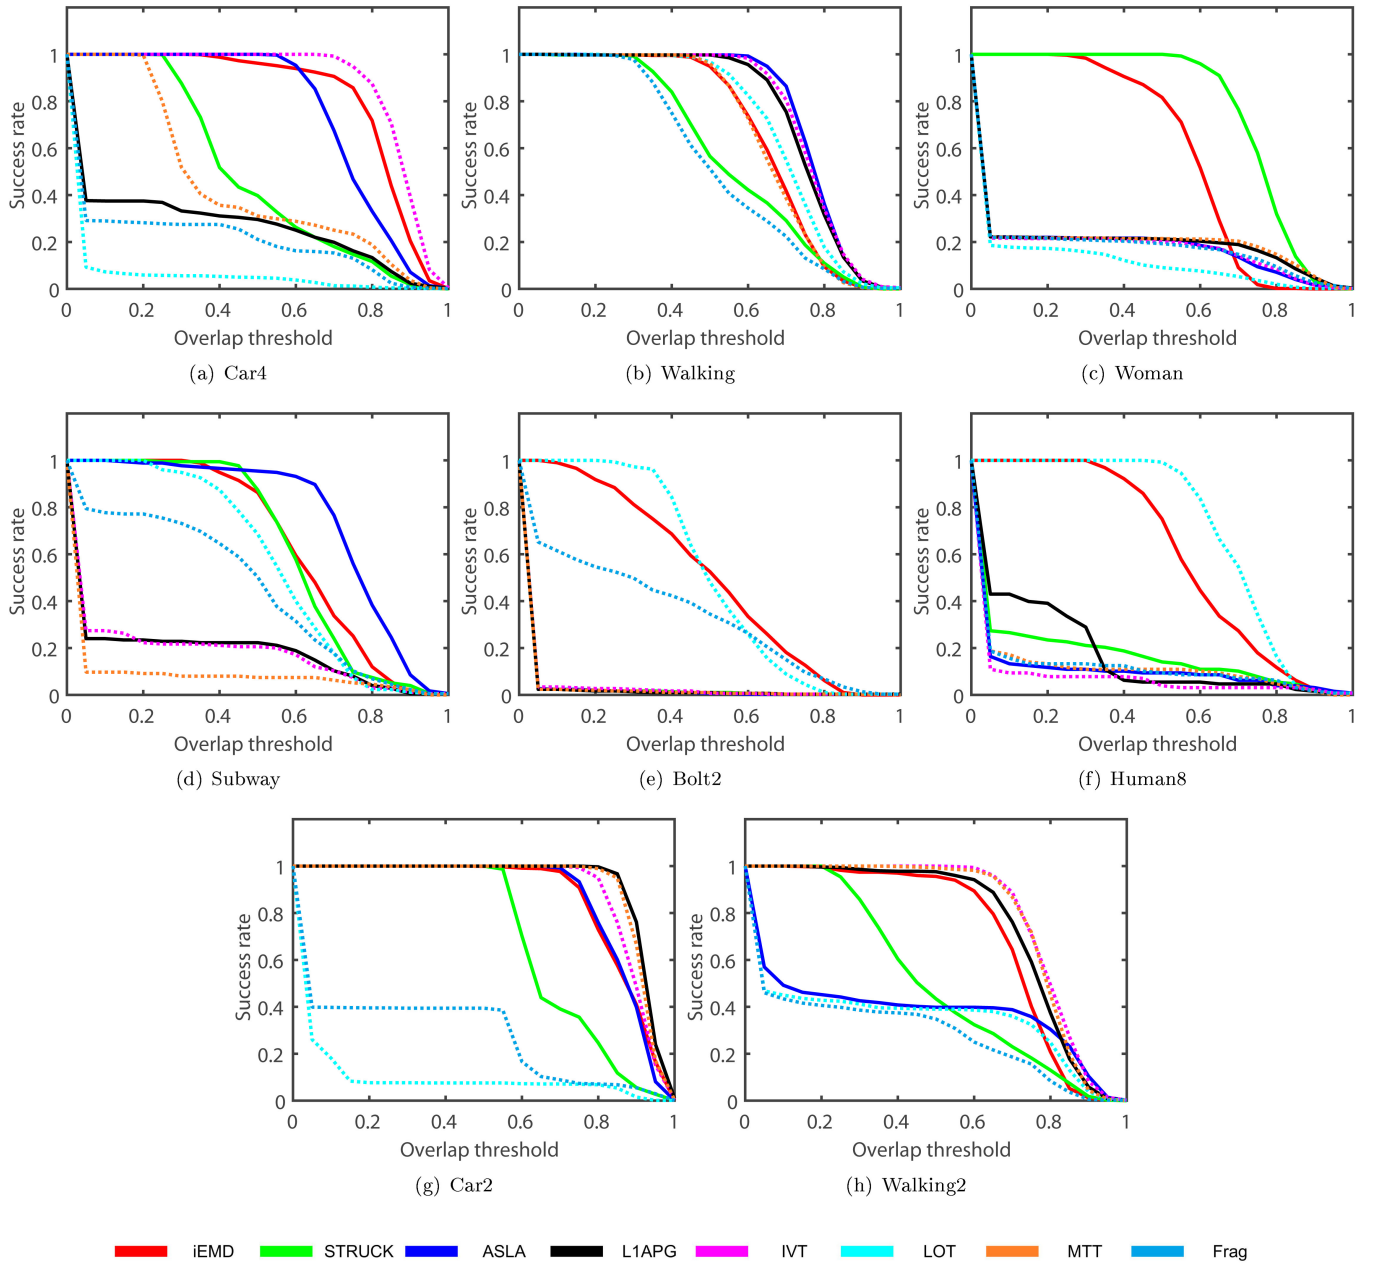 Success rate
1
0.8
0.6
0.4
0.2
0
0 0.2 0.4 0.6 0.8 1
Overlap threshold
(a) Car4
Success rate
1
0.8
0.6
0.4
0.2
0
0 0.2 0.4 0.6 0.8 1
Overlap threshold
(b) Walking
Success rate
1
0.8
0.6
0.4
0.2
0
0 0.2 0.4 0.6 0.8 1
Overlap threshold
(c) Woman
Success rate
1
0.8
0.6
0.4
0.2
0
0 0.2 0.4 0.6 0.8 1
Overlap threshold
(d) Subway
Success rate
1
0.8
0.6
0.4
0.2
0
0 0.2 0.4 0.6 0.8 1
Overlap threshold
(e) Bolt2
Success rate
1
0.8
0.6
0.4
0.2
0
0 0.2 0.4 0.6 0.8 1
Overlap threshold
(f) Human8
Success rate
1
0.8
0.6
0.4
0.2
0
0 0.2 0.4 0.6 0.8 1
Overlap threshold
(g) Car2
Success rate
1
0.8
0.6
0.4
0.2
0
0 0.2 0.4 0.6 0.8 1
Overlap threshold
(h) Walking2
iEMD STRUCK ASLA L1APG IVT LOT MTT Frag